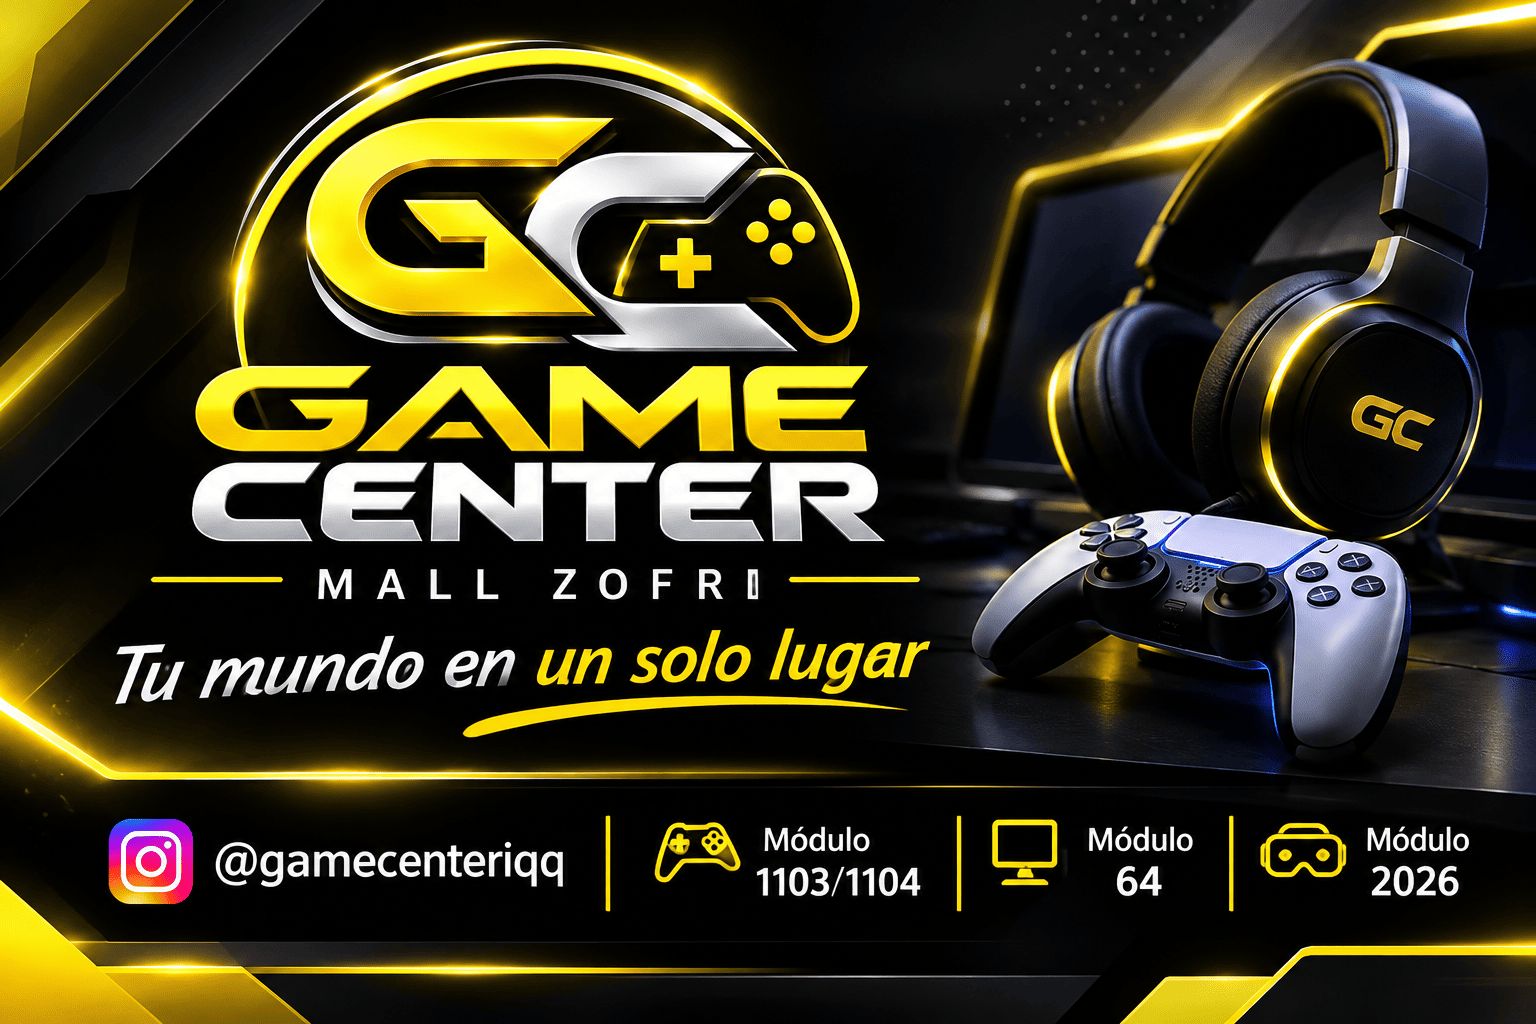 GC
GAME
CENTER
MALL ZOFRI
Tu mundo en un solo lugar
GC
@gamecenteriqq
Módulo
1103/1104
Módulo
64
Módulo
2026